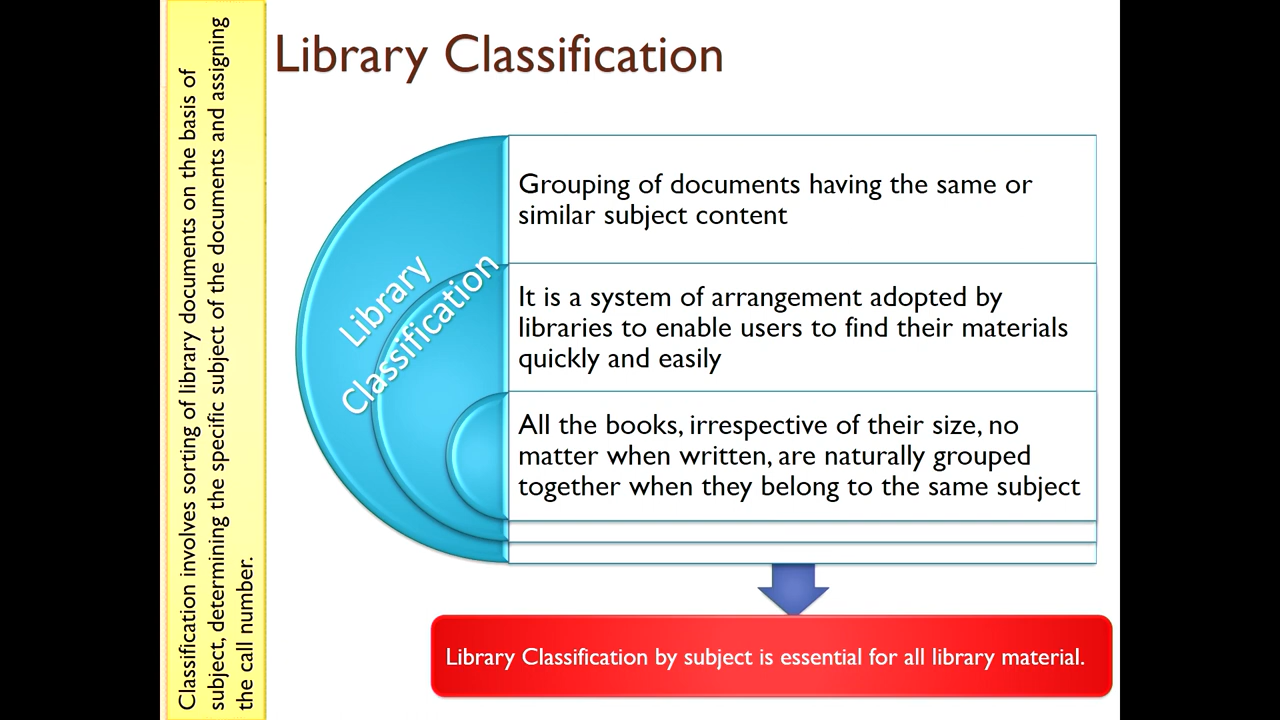 Library Classification
Classification involves sorting of library documents on the basis of
subject, determining the specific subject of the documents and assigning
the call number.
Library
Classification
Grouping of documents having the same or
similar subject content
It is a system of arrangement adopted by
libraries to enable users to find their materials
quickly and easily
All the books, irrespective of their size, no
matter when written, are naturally grouped
together when they belong to the same subject
Library Classification by subject is essential for all library material.